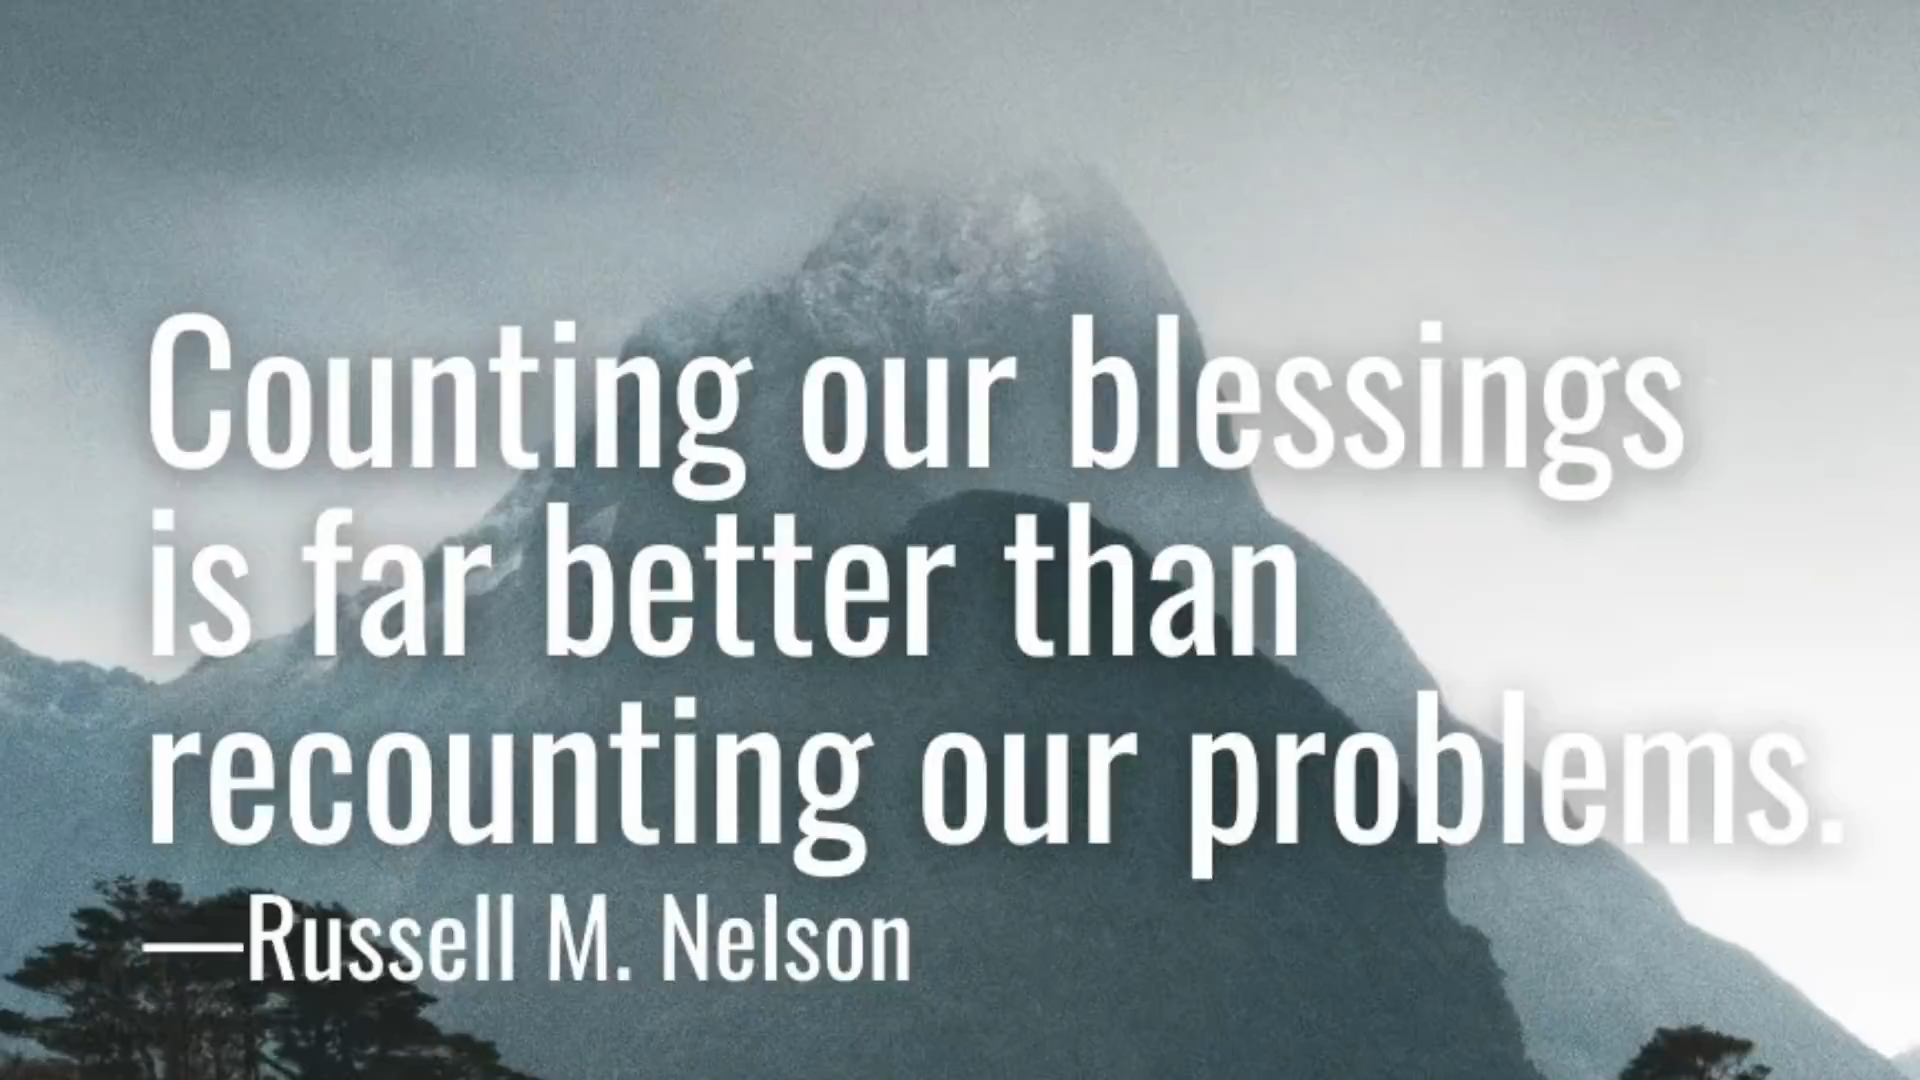 Counting our blessings
is far better than
recounting our problems.
—Russell M. Nelson